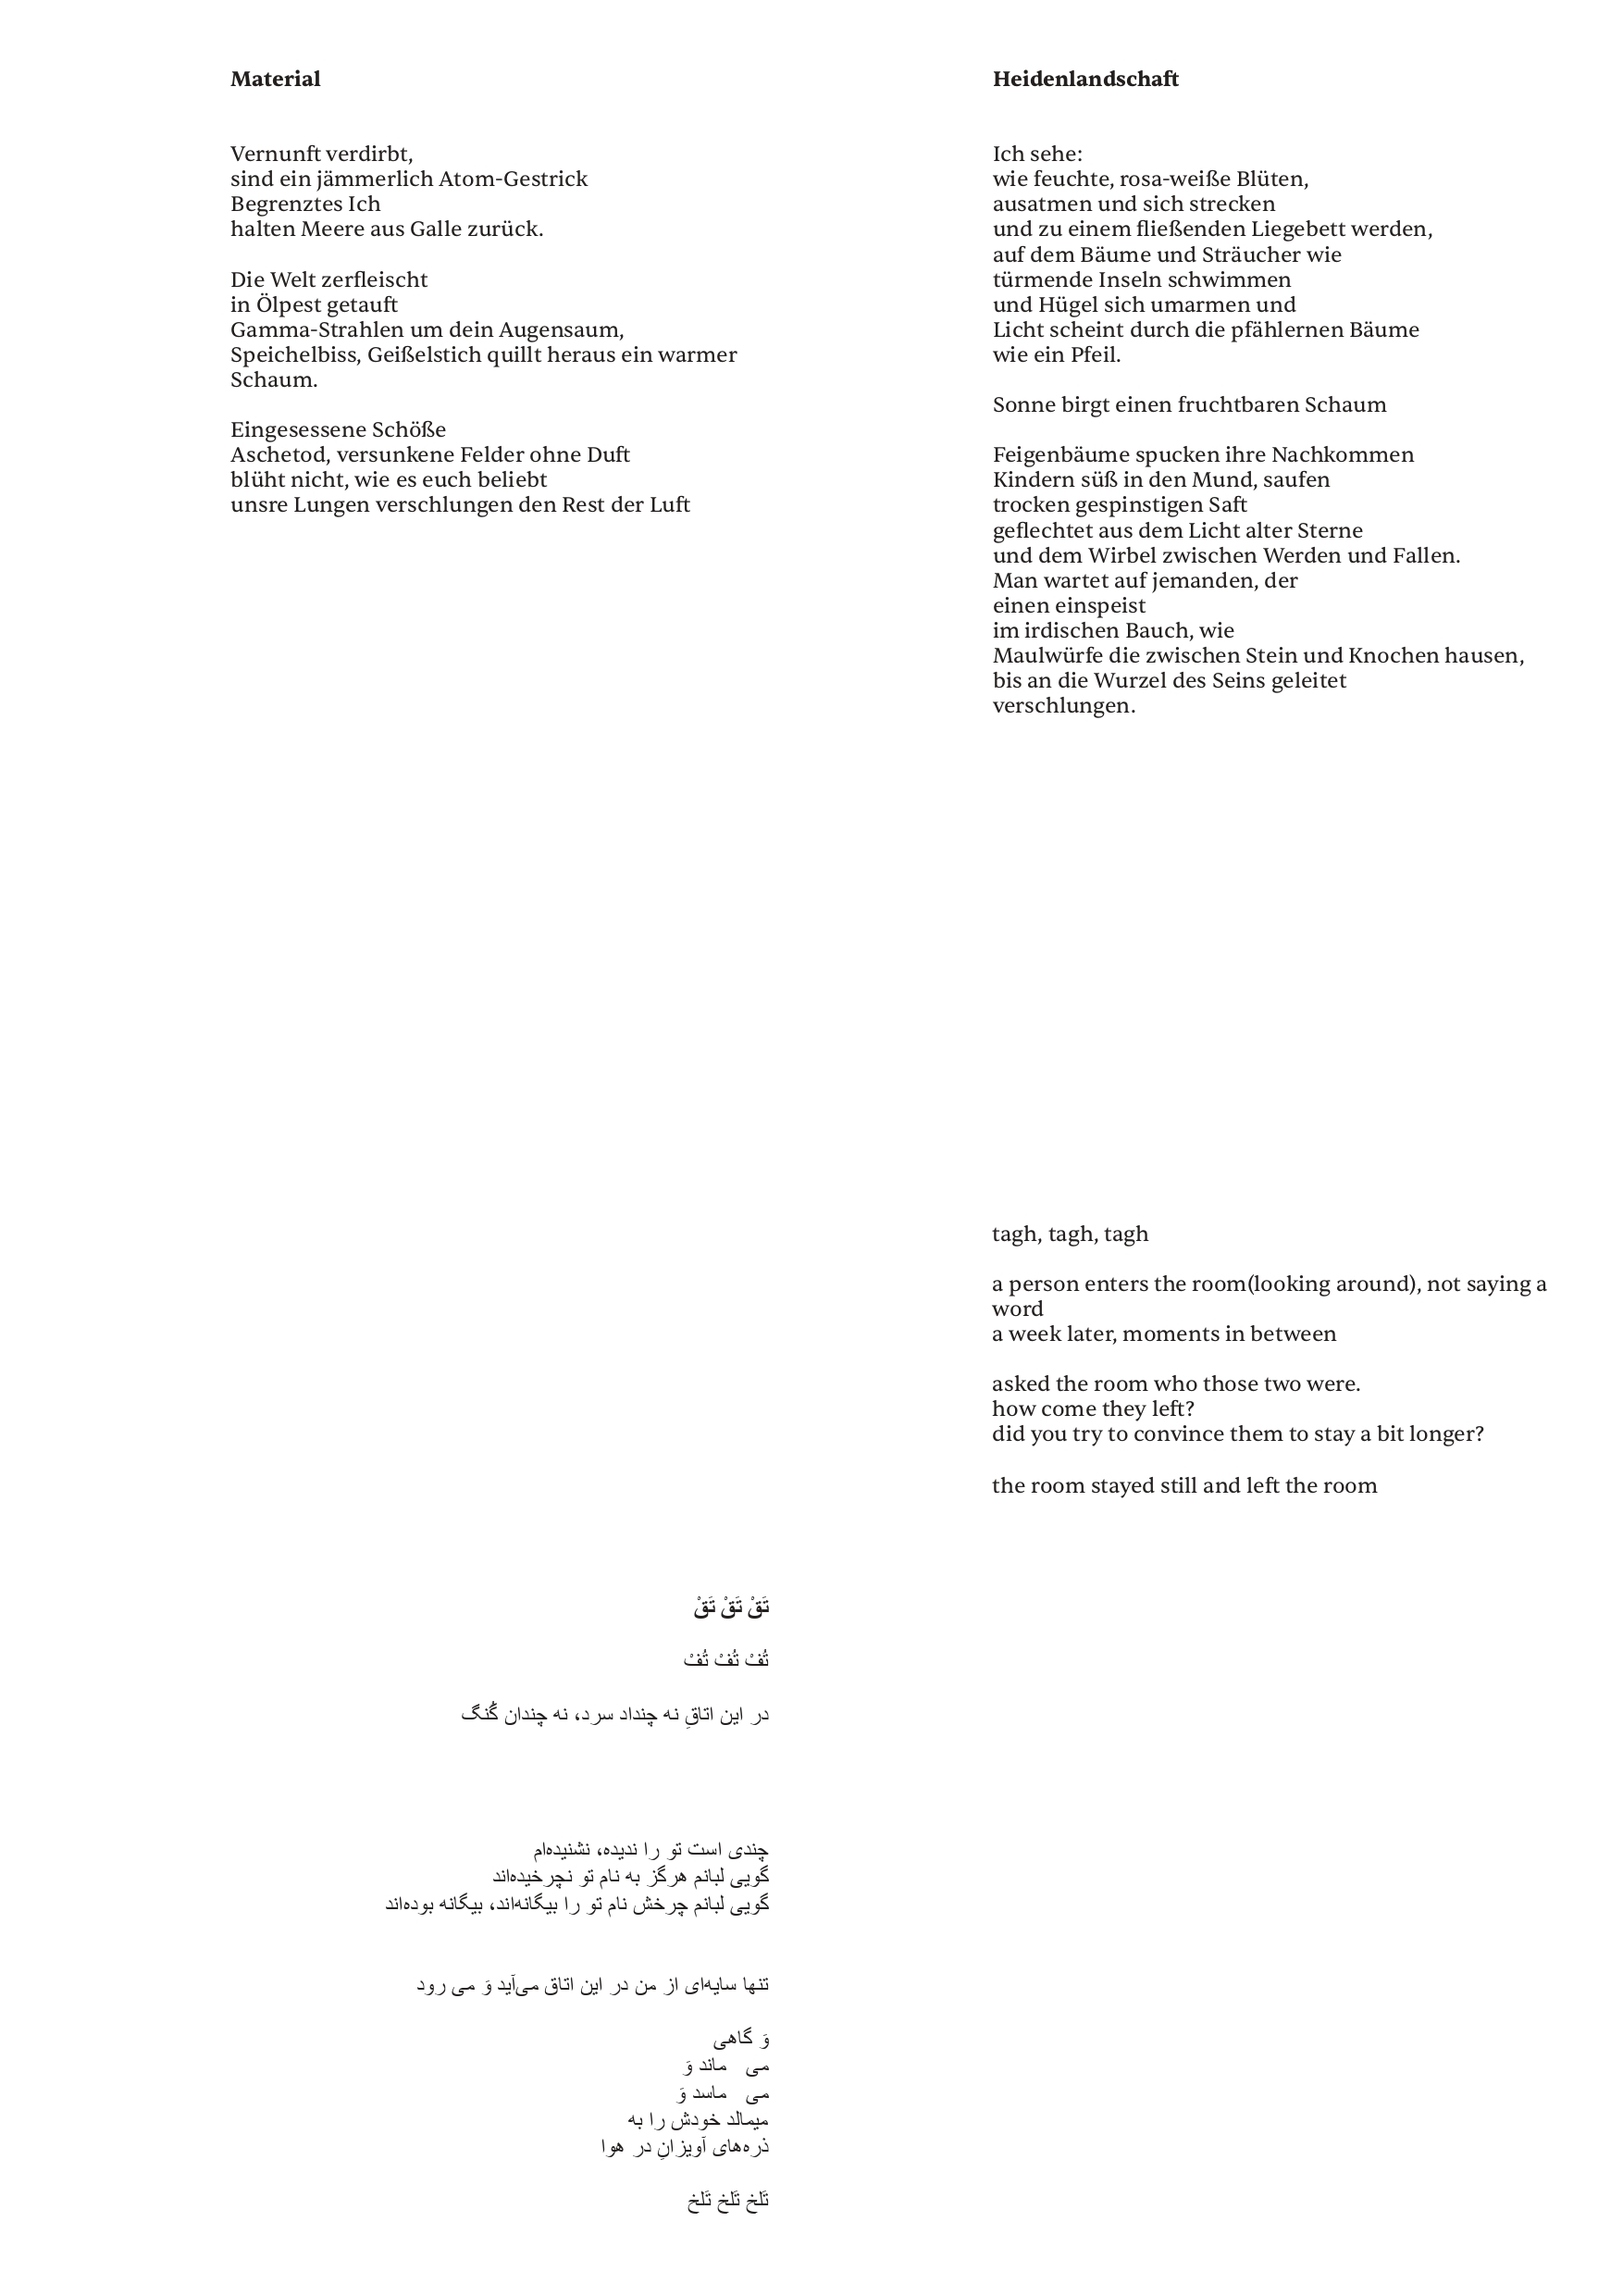 Material
Vernunft verdirbt,
sind ein jämmerlich Atom-Gestrick
Begrenztes Ich
halten Meere aus Galle zurück.
Die Welt zerfleischt
in Ölpest getauft
Gamma-Strahlen um dein Augensaum,
Speichelbiss, Geißelstich quillt heraus ein warmer
Schaum.
Eingesessene Schöße
Aschetod, versunkene Felder ohne Duft
blüht nicht, wie es euch beliebt
unsre Lungen verschlungen den Rest der Luft
Heidenlandschaft
Ich sehe:
wie feuchte, rosa-weiße Blüten,
ausatmen und sich strecken
und zu einem fließenden Liegebett werden,
auf dem Bäume und Sträucher wie
türmende Inseln schwimmen
und Hügel sich umarmen und
Licht scheint durch die pfählernen Bäume
wie ein Pfeil.
Sonne birgt einen fruchtbaren Schaum
Feigenbäume spucken ihre Nachkommen
Kindern süß in den Mund, saufen
trocken gespinstigen Saft
geflechtet aus dem Licht alter Sterne
und dem Wirbel zwischen Werden und Fallen.
Man wartet auf jemanden, der
einen einspeist
im irdischen Bauch, wie
Maulwürfe die zwischen Stein und Knochen hausen,
bis an die Wurzel des Seins geleitet
verschlungen.
tagh, tagh, tagh
a person enters the room(looking around), not saying a
word
a week later, moments in between
asked the room who those two were.
how come they left?
did you try to convince them to stay a bit longer?
the room stayed still and left the room
تَقْ تَقْ تَقْ
تُفْ تُفْ تُفْ
در این اتاقِ نه چنداد سرد، نه چندان گُنگ
چندی است تو را ندیده، نشنیده‌ام
گویی لبانم هرگز به نام تو نچرخیده‌اند
گویی لبانم چرخش نام تو را بیگانه‌اند، بیگانه بوده‌اند
تنها سایه‌ای از من در این اتاق می‌آید وَ می رود
وَ گاهی
می   ماند وَ
می   ماسد وَ
میمالد خودش را به
ذره‌های آویزانِ در هوا
تَلخ تَلخ تَلخ